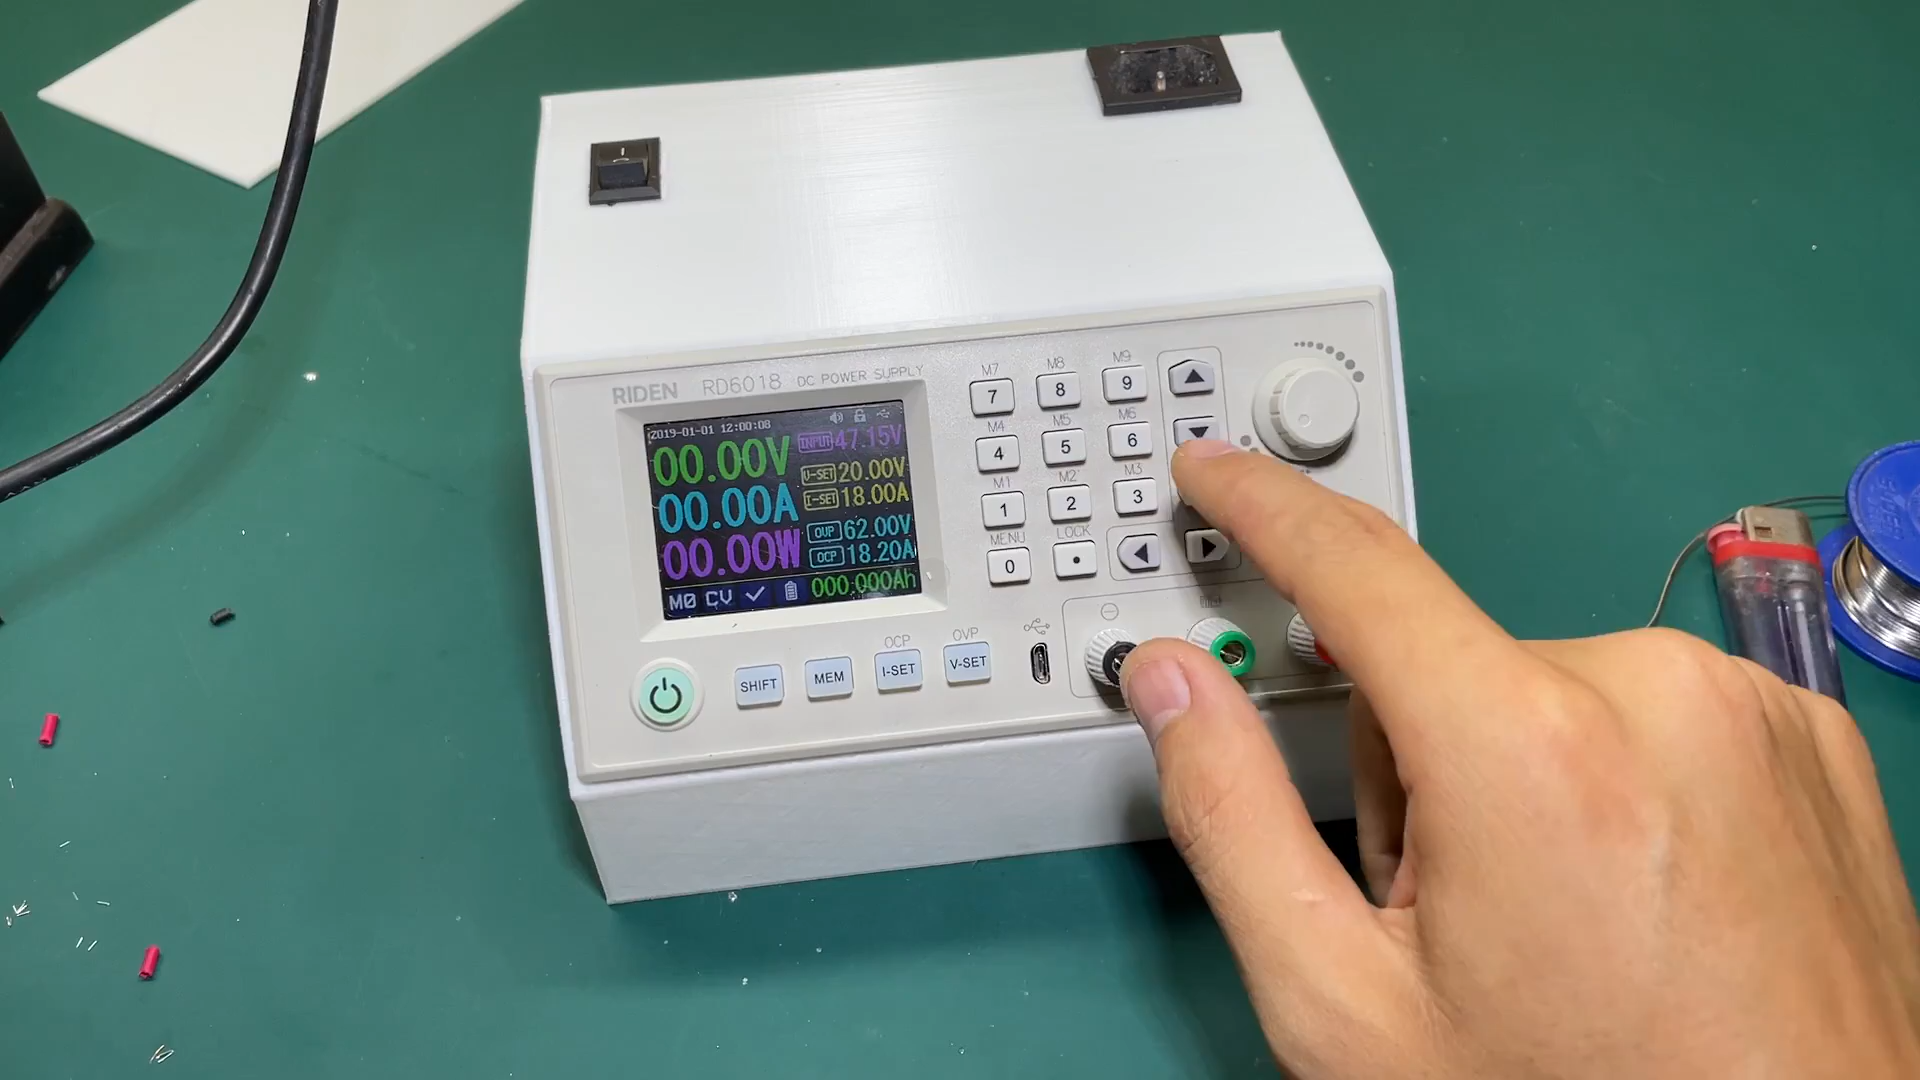 RIDEN RD6018 DC POWER SUPPLY
2019-01-01 12:00:08
00.00V INPUT 47.15V
V-SET 20.00V
00.00A I-SET 18.00A
OVP 62.00V
00.00W OCP 18.20A
M0 CV 000.000Ah
M7 M8 M9
7 8 9
M4 M5 M6
4 5 6
M1 M2 M3
1 2 3
MENU LOCK
0 .
OCP OVP
SHIFT MEM I-SET V-SET